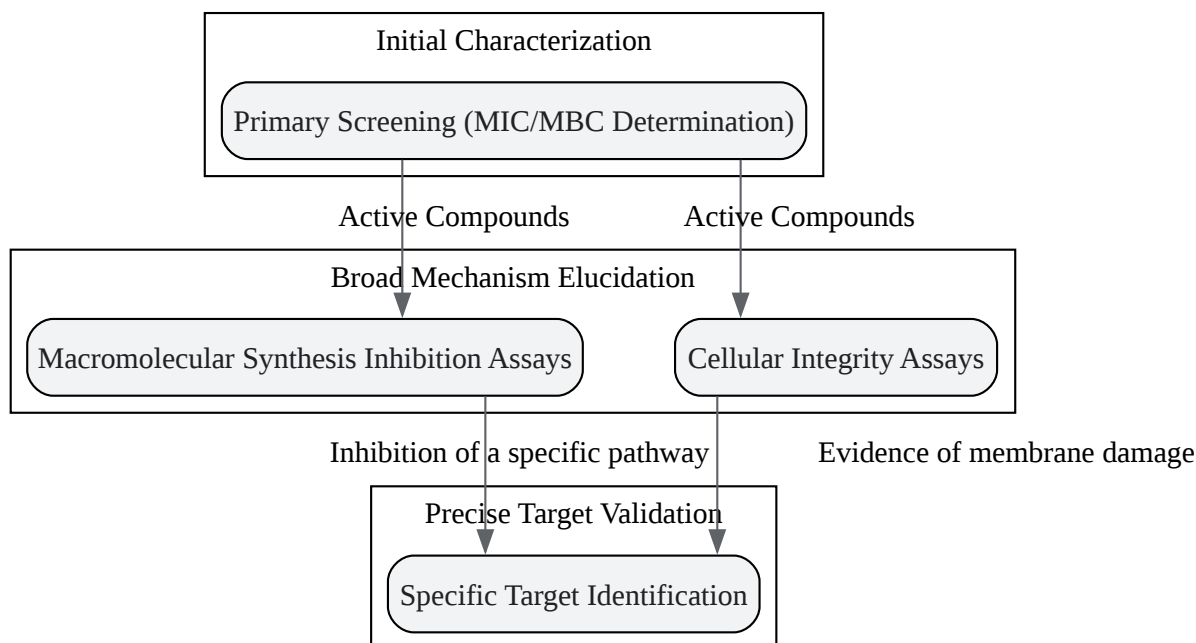 Initial Characterization
Primary Screening (MIC/MBC Determination)
Active Compounds
Active Compounds
Broad Mechanism Elucidation
Macromolecular Synthesis Inhibition Assays
Cellular Integrity Assays
Inhibition of a specific pathway
Evidence of membrane damage
Precise Target Validation
Specific Target Identification